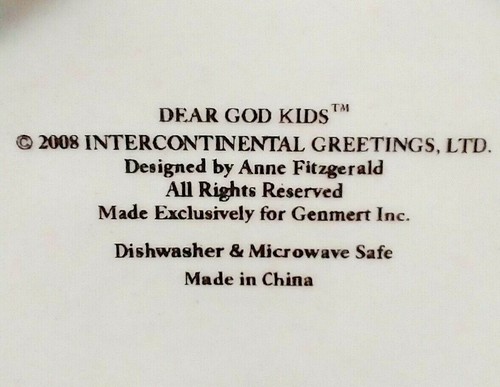 DEAR GOD KIDS™
© 2008 INTERCONTINENTAL GREETINGS, LTD.
Designed by Anne Fitzgerald
All Rights Reserved
Made Exclusively for Genmert Inc.
Dishwasher & Microwave Safe
Made in China